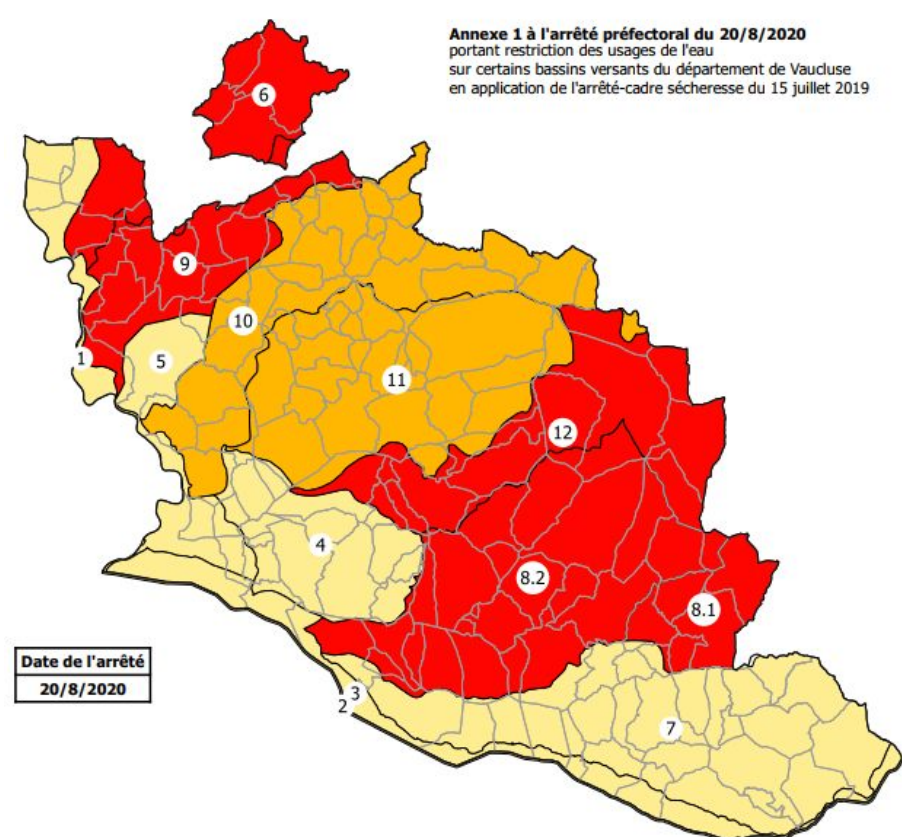 Annexe 1 à l'arrêté préfectoral du 20/8/2020
portant restriction des usages de l'eau
sur certains bassins versants du département de Vaucluse
en application de l'arrêté-cadre sécheresse du 15 juillet 2019
6
9
10
1
5
11
12
4
8.2
8.1
Date de l'arrêté
20/8/2020
3
2
7